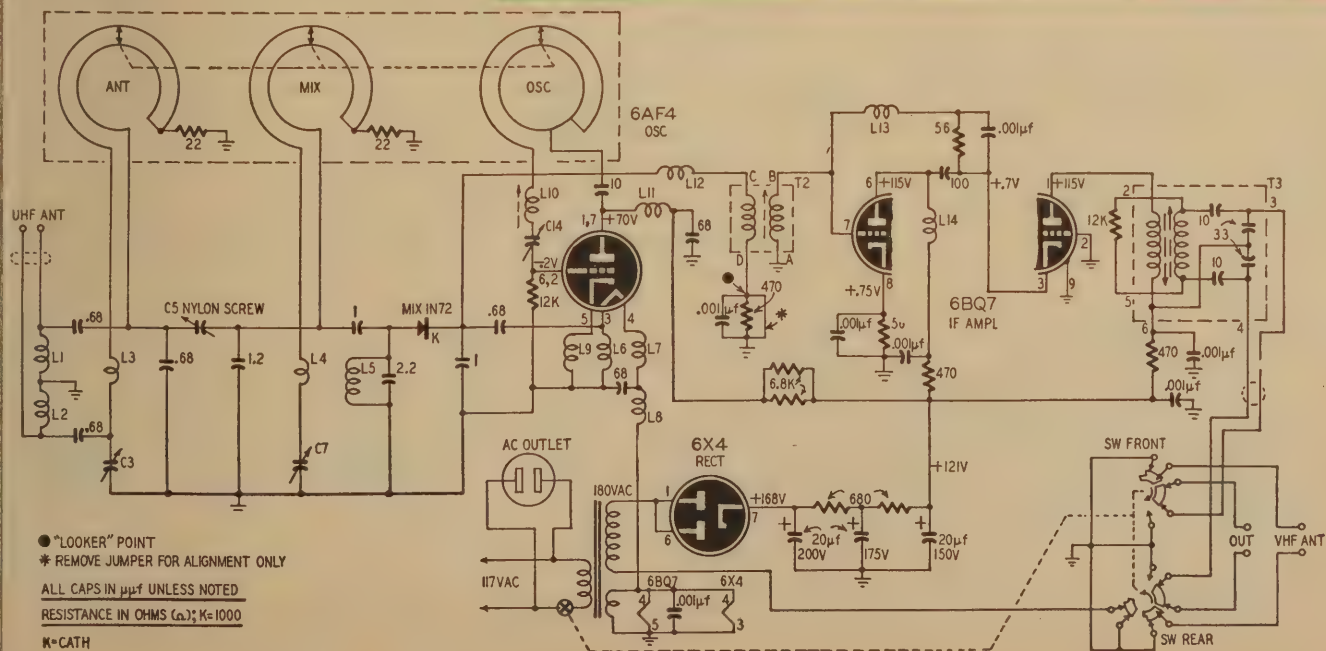 ANT
MIX
OSC
6AF4
OSC
22
22
L13
56
.001µf
L12
C
B
T2
6
+115V
100
+.7V
1
+115V
2
T3
3
12K
10
33
10
5
6
4
L10
10
L11
C14
1,7
+70V
68
-.2V
6,2
12K
5
3
4
7
L14
D
A
8
+.75V
470
.001µf
*
2
3
9
6BQ7
IF AMPL
470
.001µf
.001µf
UHF ANT
.68
C5 NYLON SCREW
1
MIX IN72
K
.68
L1
L3
.68
1.2
L4
L5
2.2
1
L9
L6
L7
68
L8
.001µf
.001µf
470
6.8K
L2
.68
C3
C7
AC OUTLET
6X4
RECT
180VAC
1
6
+168V
7
680
+121V
+
20µf
200V
+
175V
+
20µf
150V
SW FRONT
OUT
VHF ANT
SW REAR
117VAC
6BQ7
6X4
4
5
.001µf
4
3
● "LOOKER" POINT
* REMOVE JUMPER FOR ALIGNMENT ONLY
ALL CAPS IN µµf UNLESS NOTED
RESISTANCE IN OHMS (Ω); K=1000
K=CATH